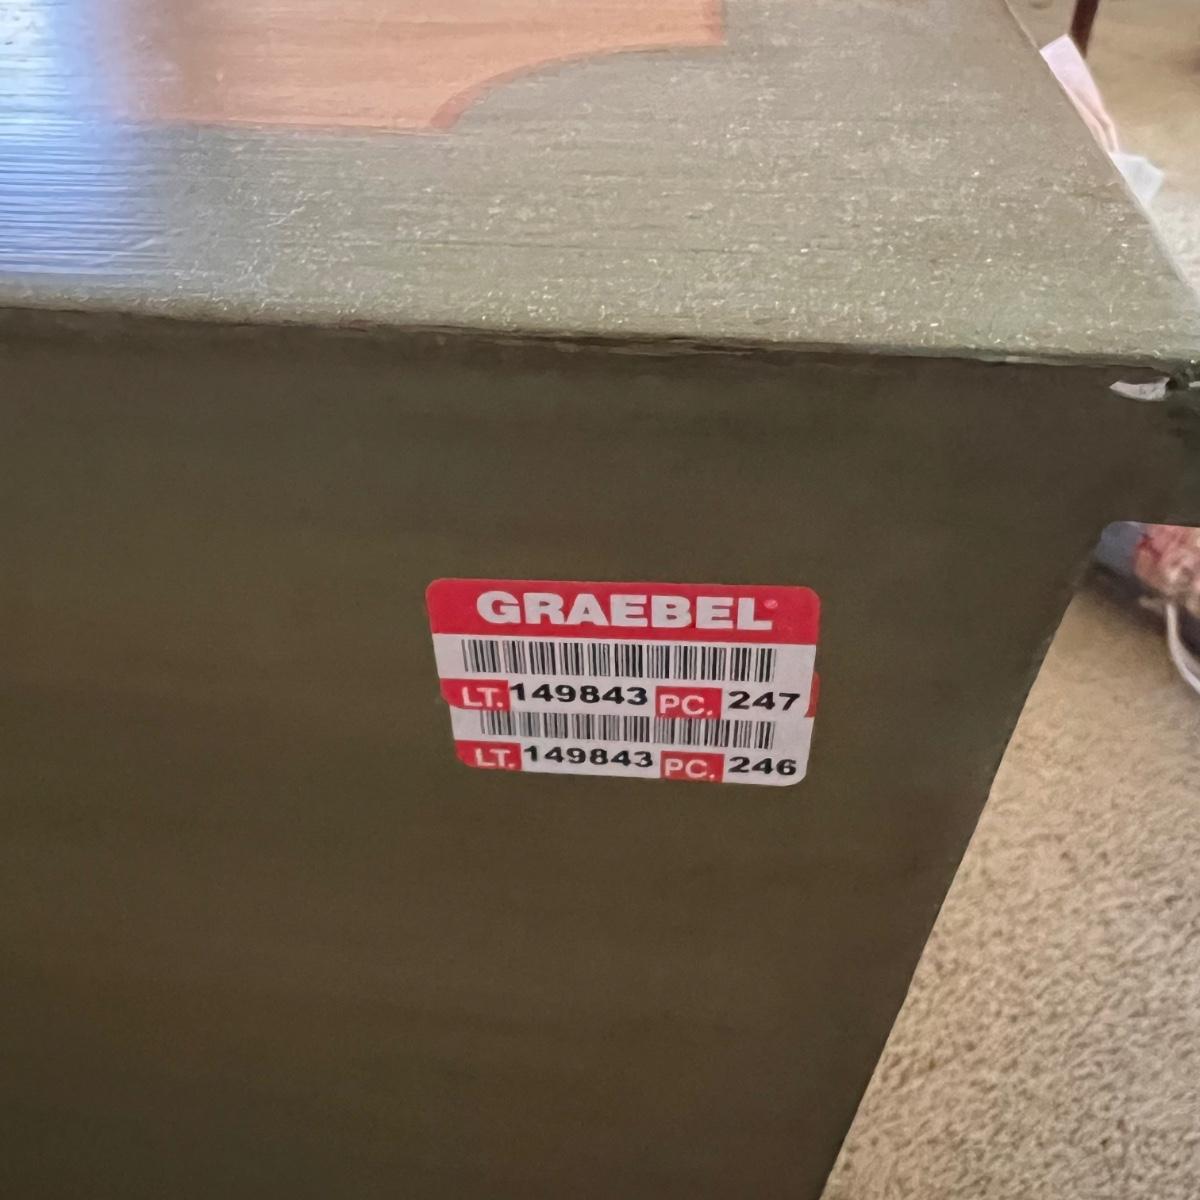 GRAEBEL
LT. 149843 PC. 247
LT. 149843 PC. 246